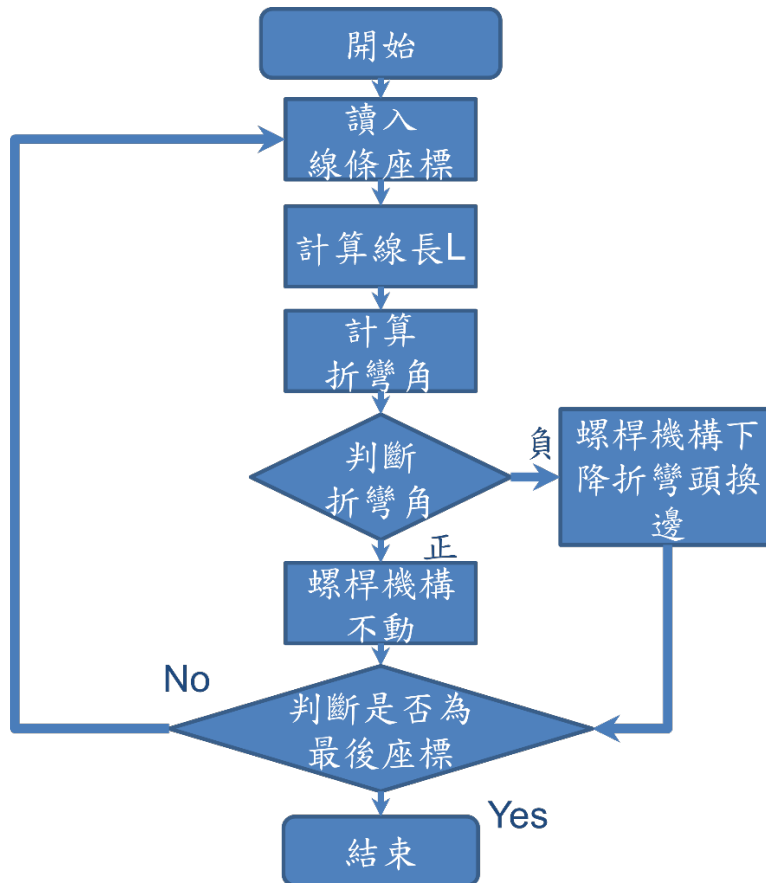 開始
讀入
線條座標
計算線長L
計算
折彎角
判斷
折彎角
負
螺桿機構下
降折彎頭換
邊
正
螺桿機構
不動
No
判斷是否為
最後座標
Yes
結束